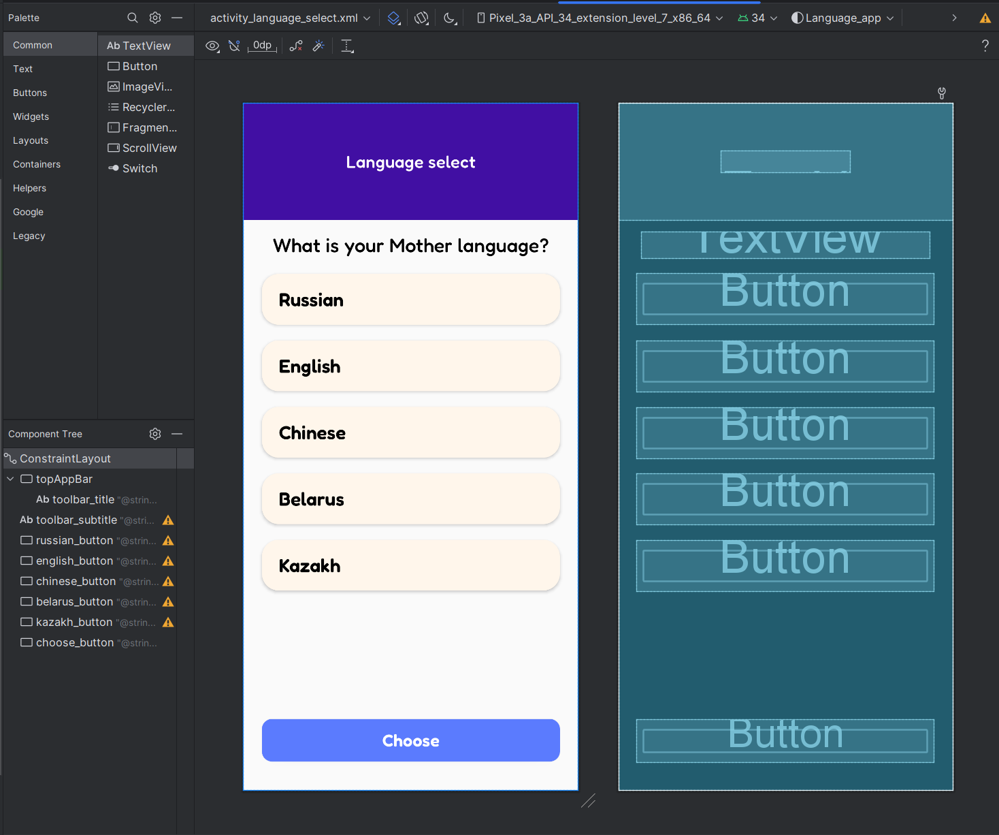 Palette
activity_language_select.xml
Pixel_3a_API_34_extension_level_7_x86_64
34
Language_app
Common
Text
Buttons
Widgets
Layouts
Containers
Helpers
Google
Legacy
Ab TextView
Button
ImageVi...
Recycler...
Fragmen...
ScrollView
Switch
0dp
?
Component Tree
ConstraintLayout
topAppBar
Ab toolbar_title "@strin...
Ab toolbar_subtitle "@stri...
russian_button "@strin...
english_button "@strin...
chinese_button "@strin...
belarus_button "@strin...
kazakh_button "@strin...
choose_button "@strin...
Language select
What is your Mother language?
Russian
English
Chinese
Belarus
Kazakh
Choose
TextView
Button
Button
Button
Button
Button
Button